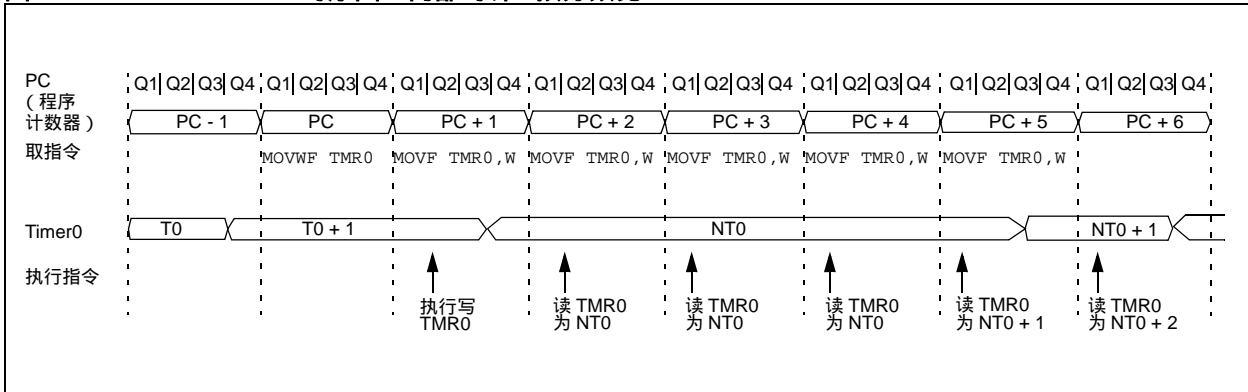 PC
（程序
计数器）
Q1 Q2 Q3 Q4 Q1 Q2 Q3 Q4 Q1 Q2 Q3 Q4 Q1 Q2 Q3 Q4 Q1 Q2 Q3 Q4 Q1 Q2 Q3 Q4 Q1 Q2 Q3 Q4 Q1 Q2 Q3 Q4
PC - 1 PC PC + 1 PC + 2 PC + 3 PC + 4 PC + 5 PC + 6
取指令
MOVWF TMR0 MOVF TMR0,W MOVF TMR0,W MOVF TMR0,W MOVF TMR0,W MOVF TMR0,W
Timer0 T0 T0 + 1 NT0 NT0 + 1
执行指令
执行写
TMR0
读 TMR0
为 NT0
读 TMR0
为 NT0
读 TMR0
为 NT0
读 TMR0
为 NT0 + 1
读 TMR0
为 NT0 + 2